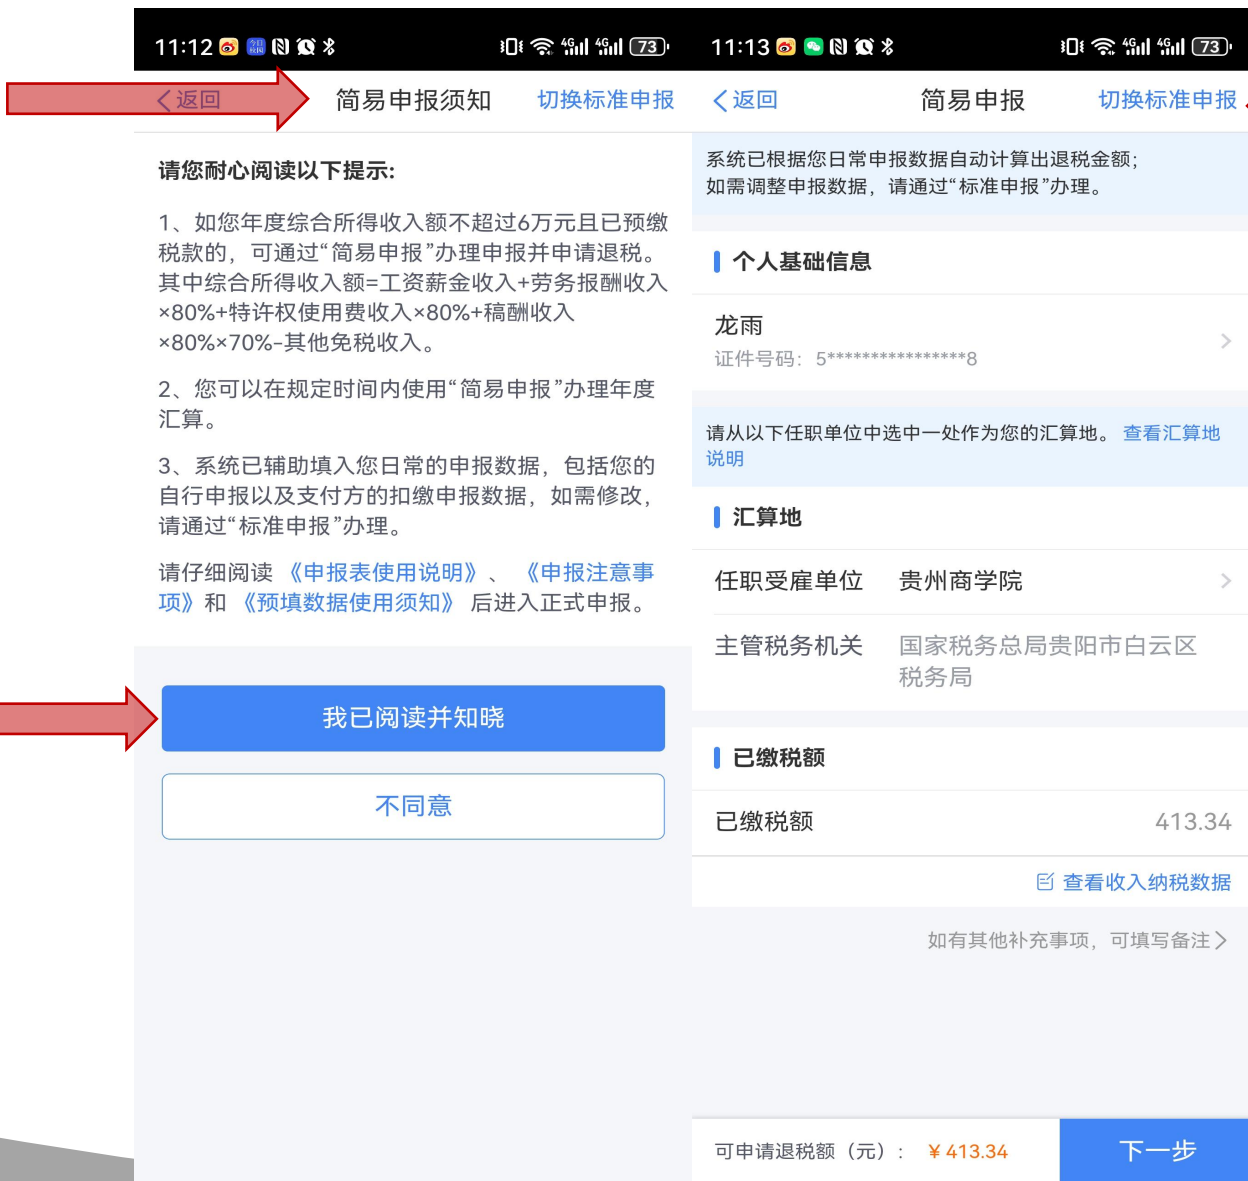 11:12
73
返回
简易申报须知
切换标准申报
请您耐心阅读以下提示:
1、如您年度综合所得收入额不超过6万元且已预缴
税款的，可通过“简易申报”办理申报并申请退税。
其中综合所得收入额=工资薪金收入+劳务报酬收入
×80%+特许权使用费收入×80%+稿酬收入
×80%×70%-其他免税收入。
2、您可以在规定时间内使用“简易申报”办理年度
汇算。
3、系统已辅助填入您日常的申报数据，包括您的
自行申报以及支付方的扣缴申报数据，如需修改，
请通过“标准申报”办理。
请仔细阅读《申报表使用说明》、《申报注意事
项》和《预填数据使用须知》后进入正式申报。
我已阅读并知晓
不同意
11:13
73
返回
简易申报
切换标准申报
系统已根据您日常申报数据自动计算出退税金额；
如需调整申报数据，请通过“标准申报”办理。
个人基础信息
龙雨
证件号码：5****************8
请从以下任职单位中选中一处作为您的汇算地。查看汇算地
说明
汇算地
任职受雇单位 贵州商学院
主管税务机关 国家税务总局贵阳市白云区
税务局
已缴税额
已缴税额 413.34
查看收入纳税数据
如有其他补充事项，可填写备注
可申请退税额（元）：￥413.34
下一步